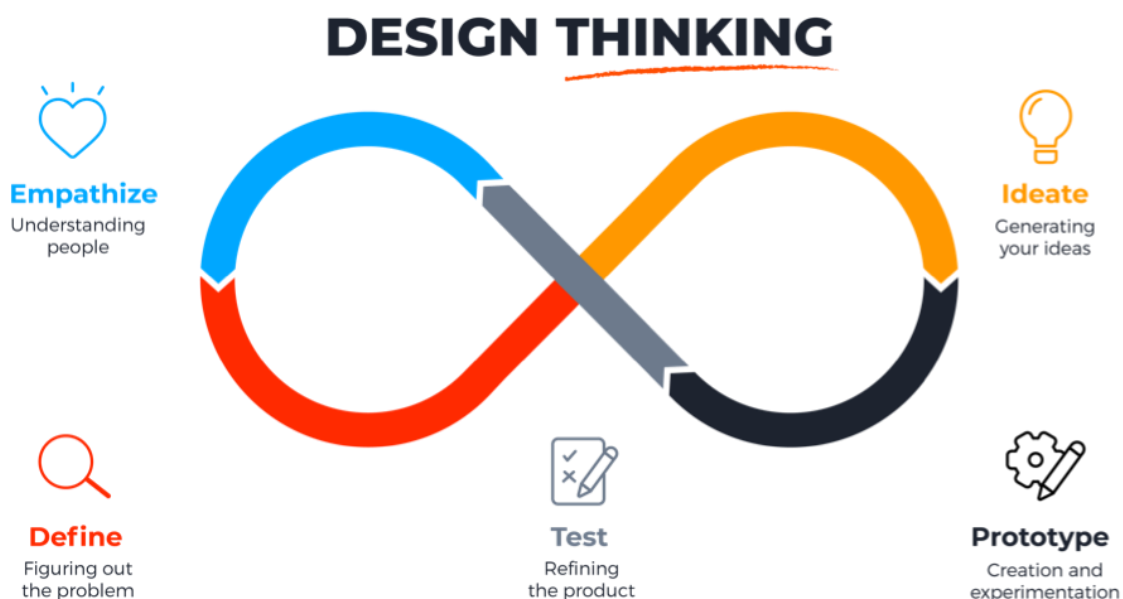 DESIGN THINKING
Empathize
Understanding
people
Ideate
Generating
your ideas
Define
Figuring out
the problem
Test
Refining
the product
Prototype
Creation and
experimentation